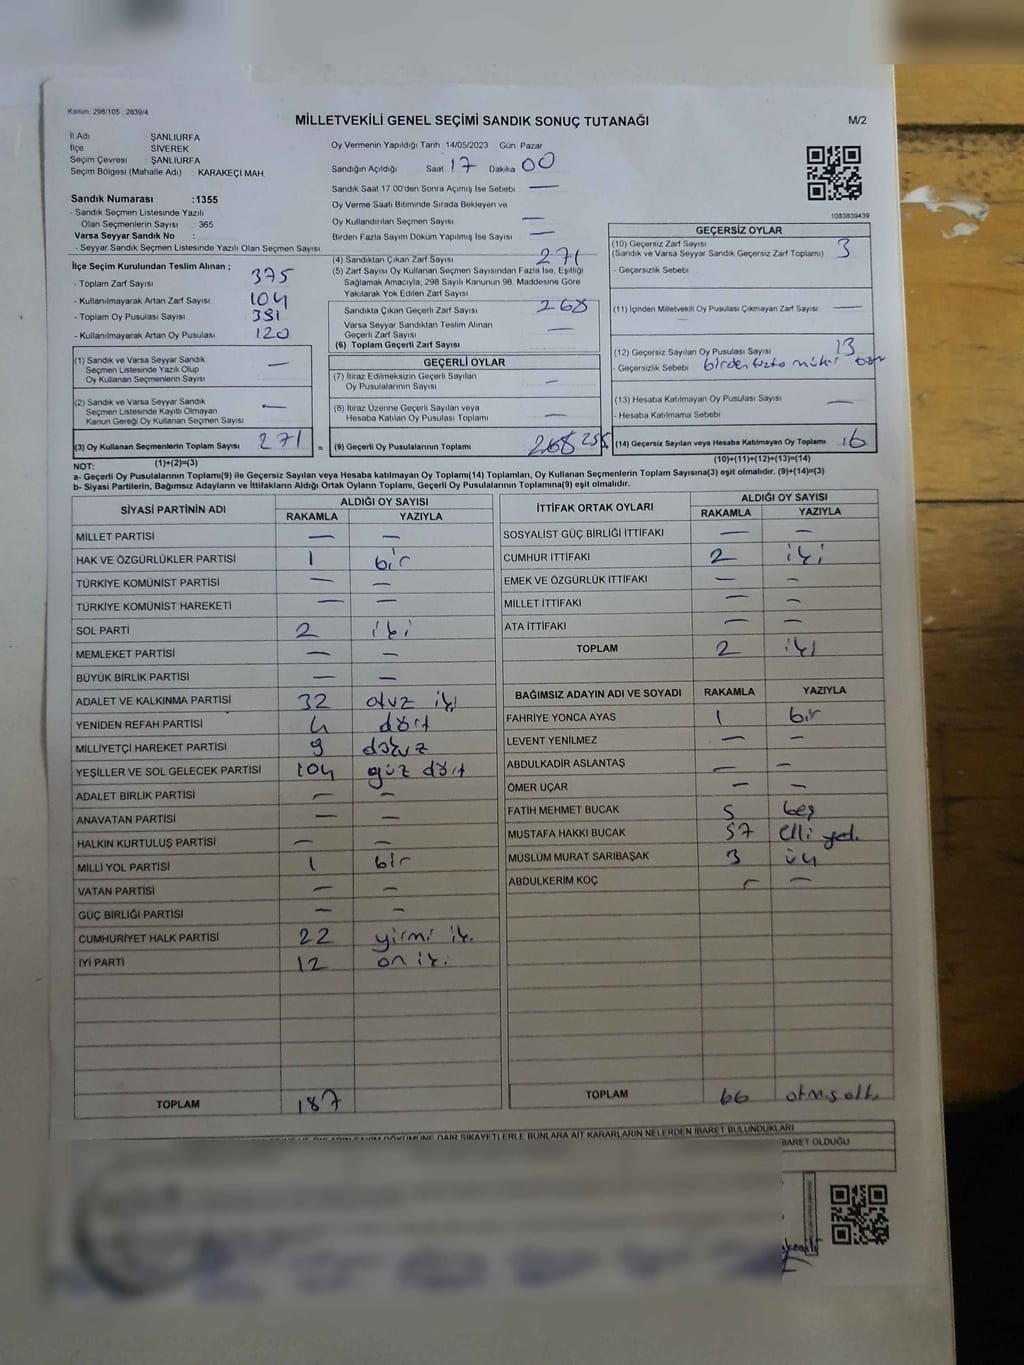 Kanun: 298/105 , 2839/4
MİLLETVEKİLİ GENEL SEÇİMİ SANDIK SONUÇ TUTANAĞI
M/2
İl Adı ŞANLIURFA
İlçe SİVEREK
Seçim Çevresi ŞANLIURFA
Seçim Bölgesi (Mahalle Adı) : KARAKEÇİ MAH.
Sandık Numarası :1355
- Sandık Seçmen Listesinde Yazılı
Olan Seçmenlerin Sayısı : 365
Varsa Seyyar Sandık No :
- Seyyar Sandık Seçmen Listesinde Yazılı Olan Seçmen Sayısı
Oy Vermenin Yapıldığı Tarih 14/05/2023 Gün Pazar
Sandığın Açıldığı Saat 17 Dakika 00
Sandık Saat 17.00'den Sonra Açımış İse Sebebi —
Oy Verme Saati Bitiminde Sırada Bekleyen ve
Oy Kullandırılan Seçmen Sayısı —
Birden Fazla Sayım Döküm Yapılmış İse Sayısı —
1083839439
İlçe Seçim Kurulundan Teslim Alınan ;
- Toplam Zarf Sayısı 375
- Kullanılmayarak Artan Zarf Sayısı 104
- Toplam Oy Pusulası Sayısı 381
- Kullanılmayarak Artan Oy Pusulası 120
(1) Sandık ve Varsa Seyyar Sandık
Seçmen Listesinde Yazılı Olup
Oy Kullanan Seçmenlerin Sayısı —
(2) Sandık ve Varsa Seyyar Sandık
Seçmen Listesinde Kayıtlı Olmayan
Kanun Gereği Oy Kullanan Seçmen Sayısı —
(3) Oy Kullanan Seçmenlerin Toplam Sayısı 271
(1)+(2)=(3)
(4) Sandıktan Çıkan Zarf Sayısı 271
(5) Zarf Sayısı Oy Kullanan Seçmen Sayısından Fazla İse, Eşitliği
Sağlamak Amacıyla; 298 Sayılı Kanunun 98. Maddesine Göre
Yakılarak Yok Edilen Zarf Sayısı
Sandıkta Çıkan Geçerli Zarf Sayısı 268
Varsa Seyyar Sandıktan Teslim Alınan
Geçerli Zarf Sayısı —
(6) Toplam Geçerli Zarf Sayısı
GEÇERLİ OYLAR
(7) İtiraz Edilmeksizin Geçerli Sayılan
Oy Pusulalarının Sayısı —
(8) İtiraz Üzerine Geçerli Sayılan veya
Hesaba Katılan Oy Pusulası Toplamı —
= (9) Geçerli Oy Pusulalarının Toplamı 268 255
GEÇERSİZ OYLAR
(10) Geçersiz Zarf Sayısı 3
(Sandık ve Varsa Seyyar Sandık Geçersiz Zarf Toplamı)
- Geçersizlik Sebebi
(11) İçinden Milletvekili Oy Pusulası Çıkmayan Zarf Sayısı —
(12) Geçersiz Sayılan Oy Pusulası Sayısı 13
- Geçersizlik Sebebi birden fazla mühür
(13) Hesaba Katılmayan Oy Pusulası Sayısı —
- Hesaba Katılmama Sebebi
(14) Geçersiz Sayılan veya Hesaba Katılmayan Oy Toplamı 16
(10)+(11)+(12)+(13)=(14)
NOT:
a- Geçerli Oy Pusulalarının Toplamı(9) ile Geçersiz Sayılan veya Hesaba katılmayan Oy Toplamı(14) Toplamları, Oy Kullanan Seçmenlerin Toplam Sayısına(3) eşit olmalıdır. (9)+(14)=(3)
b- Siyasi Partilerin, Bağımsız Adayların ve İttifakların Aldığı Ortak Oyların Toplamı, Geçerli Oy Pusulalarının Toplamına(9) eşit olmalıdır.
SİYASİ PARTİNİN ADI ALDIĞI OY SAYISI
RAKAMLA YAZIYLA
MİLLET PARTİSİ — —
HAK VE ÖZGÜRLÜKLER PARTİSİ 1 bir
TÜRKİYE KOMÜNİST PARTİSİ — —
TÜRKİYE KOMÜNİST HAREKETİ — —
SOL PARTİ 2 iki
MEMLEKET PARTİSİ — —
BÜYÜK BİRLİK PARTİSİ — —
ADALET VE KALKINMA PARTİSİ 32 otuz iki
YENİDEN REFAH PARTİSİ 4 dört
MİLLİYETÇİ HAREKET PARTİSİ 9 dokuz
YEŞİLLER VE SOL GELECEK PARTİSİ 104 yüz dört
ADALET BİRLİK PARTİSİ — —
ANAVATAN PARTİSİ — —
HALKIN KURTULUŞ PARTİSİ — —
MİLLİ YOL PARTİSİ 1 bir
VATAN PARTİSİ — —
GÜÇ BİRLİĞİ PARTİSİ — —
CUMHURİYET HALK PARTİSİ 22 yirmi iki
İYİ PARTİ 12 on iki
TOPLAM 187
İTTİFAK ORTAK OYLARI ALDIĞI OY SAYISI
RAKAMLA YAZIYLA
SOSYALİST GÜÇ BİRLİĞİ İTTİFAKI — —
CUMHUR İTTİFAKI 2 iki
EMEK VE ÖZGÜRLÜK İTTİFAKI — —
MİLLET İTTİFAKI — —
ATA İTTİFAKI — —
TOPLAM 2 iki
BAĞIMSIZ ADAYIN ADI VE SOYADI RAKAMLA YAZIYLA
FAHRİYE YONCA AYAS 1 bir
LEVENT YENİLMEZ — —
ABDULKADİR ASLANTAŞ — —
ÖMER UÇAR — —
FATİH MEHMET BUCAK 5 beş
MUSTAFA HAKKI BUCAK 57 elli yedi
MÜSLÜM MURAT SARIBAŞAK 3 üç
ABDULKERİM KOÇ — —
TOPLAM 66 atmış altı
DAİR ŞİKAYETLERLE BUNLARA AİT KARARLARIN NELERDEN İBARET BULUNDUKLARI
BARET OLDUĞU